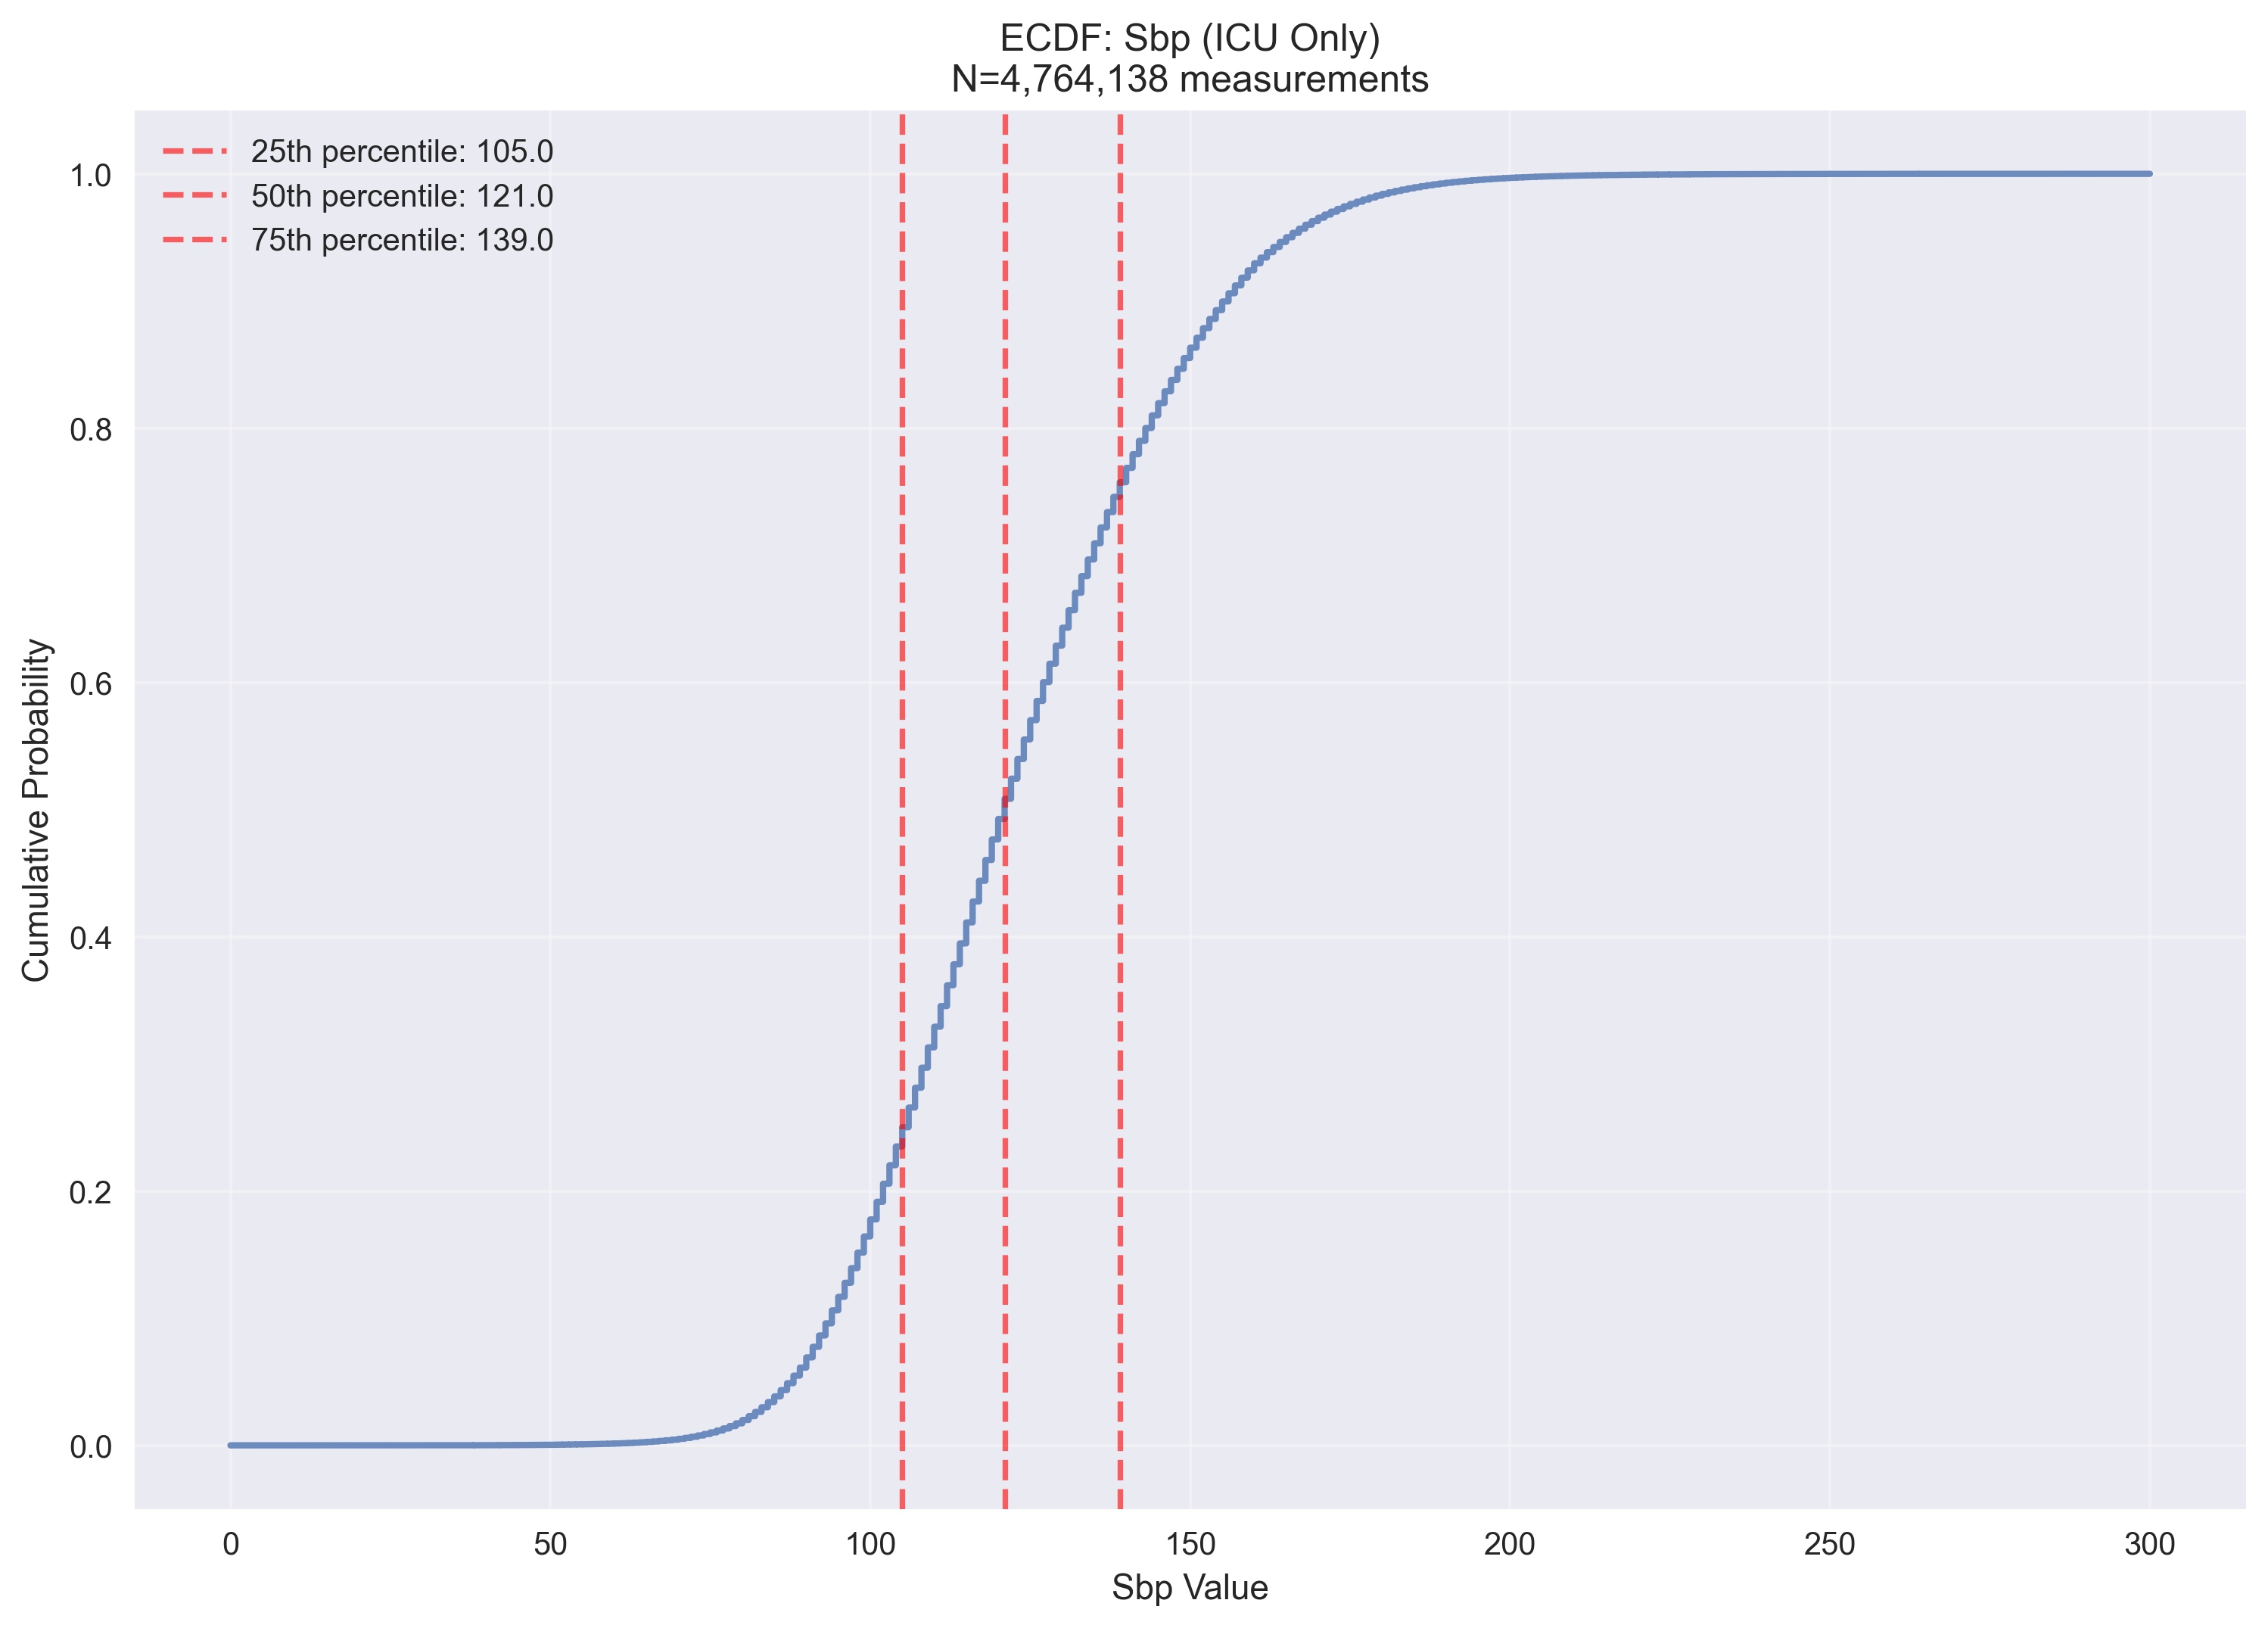 ECDF: Sbp (ICU Only)
N=4,764,138 measurements
25th percentile: 105.0
50th percentile: 121.0
75th percentile: 139.0
Cumulative Probability
1.0
0.8
0.6
0.4
0.2
0.0
0 50 100 150 200 250 300
Sbp Value